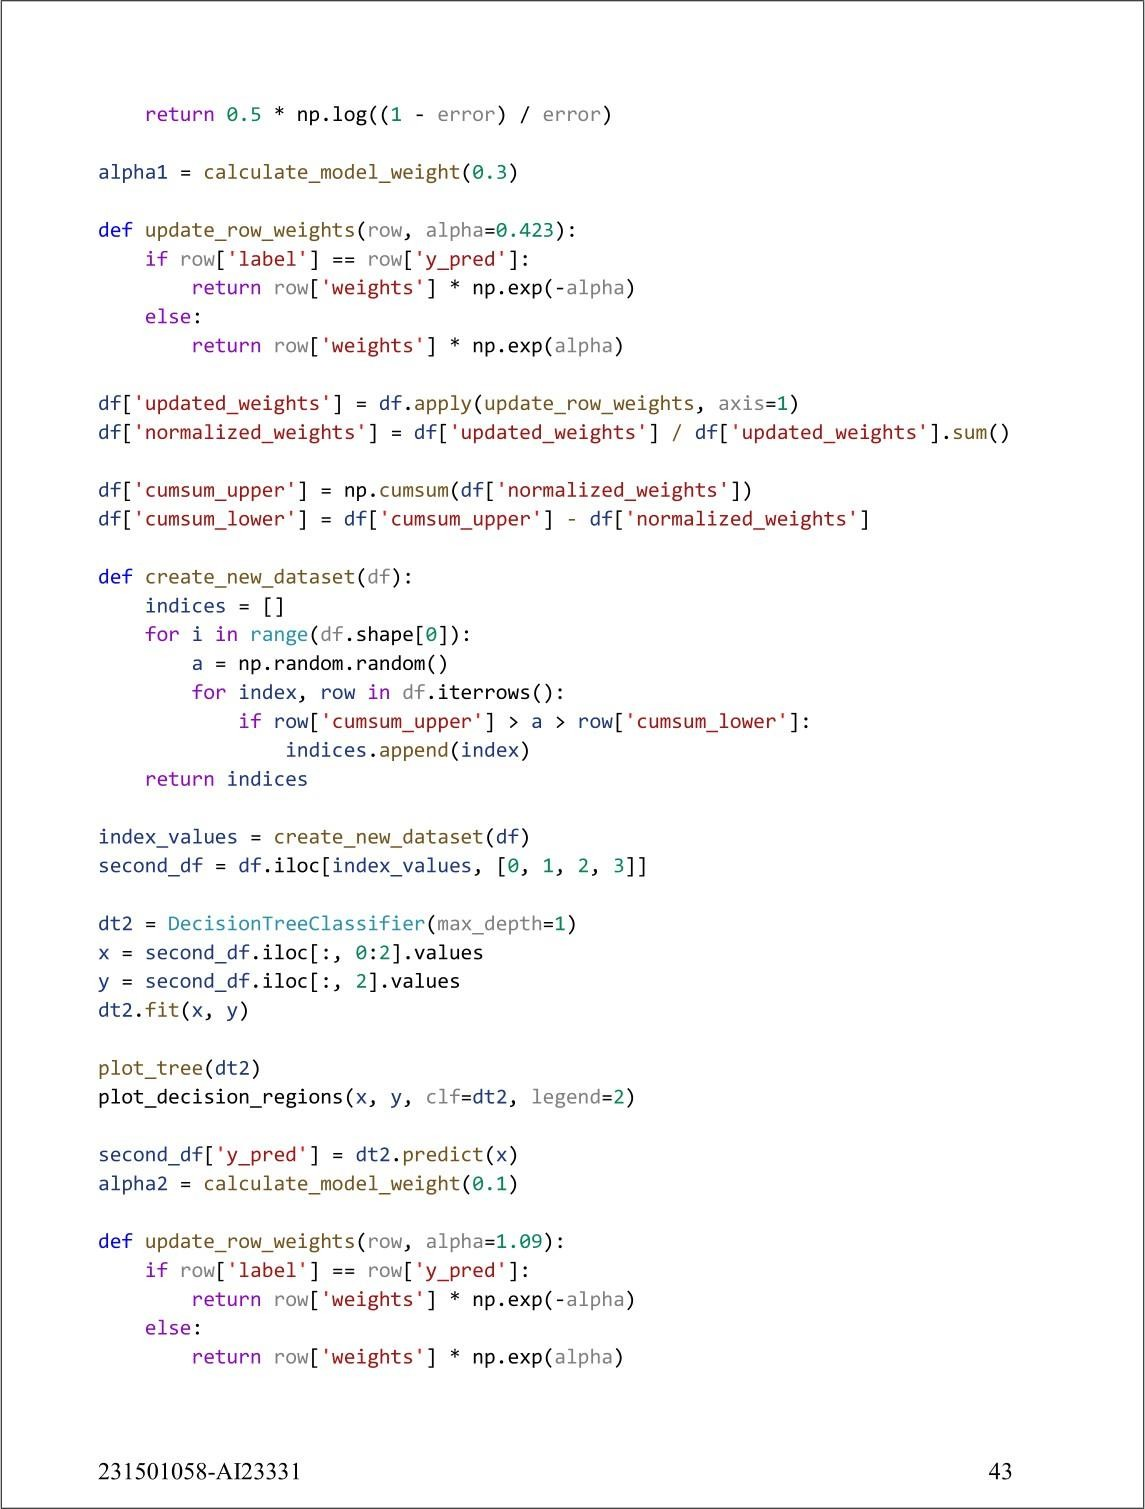 return 0.5 * np.log((1 - error) / error)

alpha1 = calculate_model_weight(0.3)

def update_row_weights(row, alpha=0.423):
    if row['label'] == row['y_pred']:
        return row['weights'] * np.exp(-alpha)
    else:
        return row['weights'] * np.exp(alpha)

df['updated_weights'] = df.apply(update_row_weights, axis=1)
df['normalized_weights'] = df['updated_weights'] / df['updated_weights'].sum()

df['cumsum_upper'] = np.cumsum(df['normalized_weights'])
df['cumsum_lower'] = df['cumsum_upper'] - df['normalized_weights']

def create_new_dataset(df):
    indices = []
    for i in range(df.shape[0]):
        a = np.random.random()
        for index, row in df.iterrows():
            if row['cumsum_upper'] > a > row['cumsum_lower']:
                indices.append(index)
    return indices

index_values = create_new_dataset(df)
second_df = df.iloc[index_values, [0, 1, 2, 3]]

dt2 = DecisionTreeClassifier(max_depth=1)
x = second_df.iloc[:, 0:2].values
y = second_df.iloc[:, 2].values
dt2.fit(x, y)

plot_tree(dt2)
plot_decision_regions(x, y, clf=dt2, legend=2)

second_df['y_pred'] = dt2.predict(x)
alpha2 = calculate_model_weight(0.1)

def update_row_weights(row, alpha=1.09):
    if row['label'] == row['y_pred']:
        return row['weights'] * np.exp(-alpha)
    else:
        return row['weights'] * np.exp(alpha)

231501058-AI23331 43